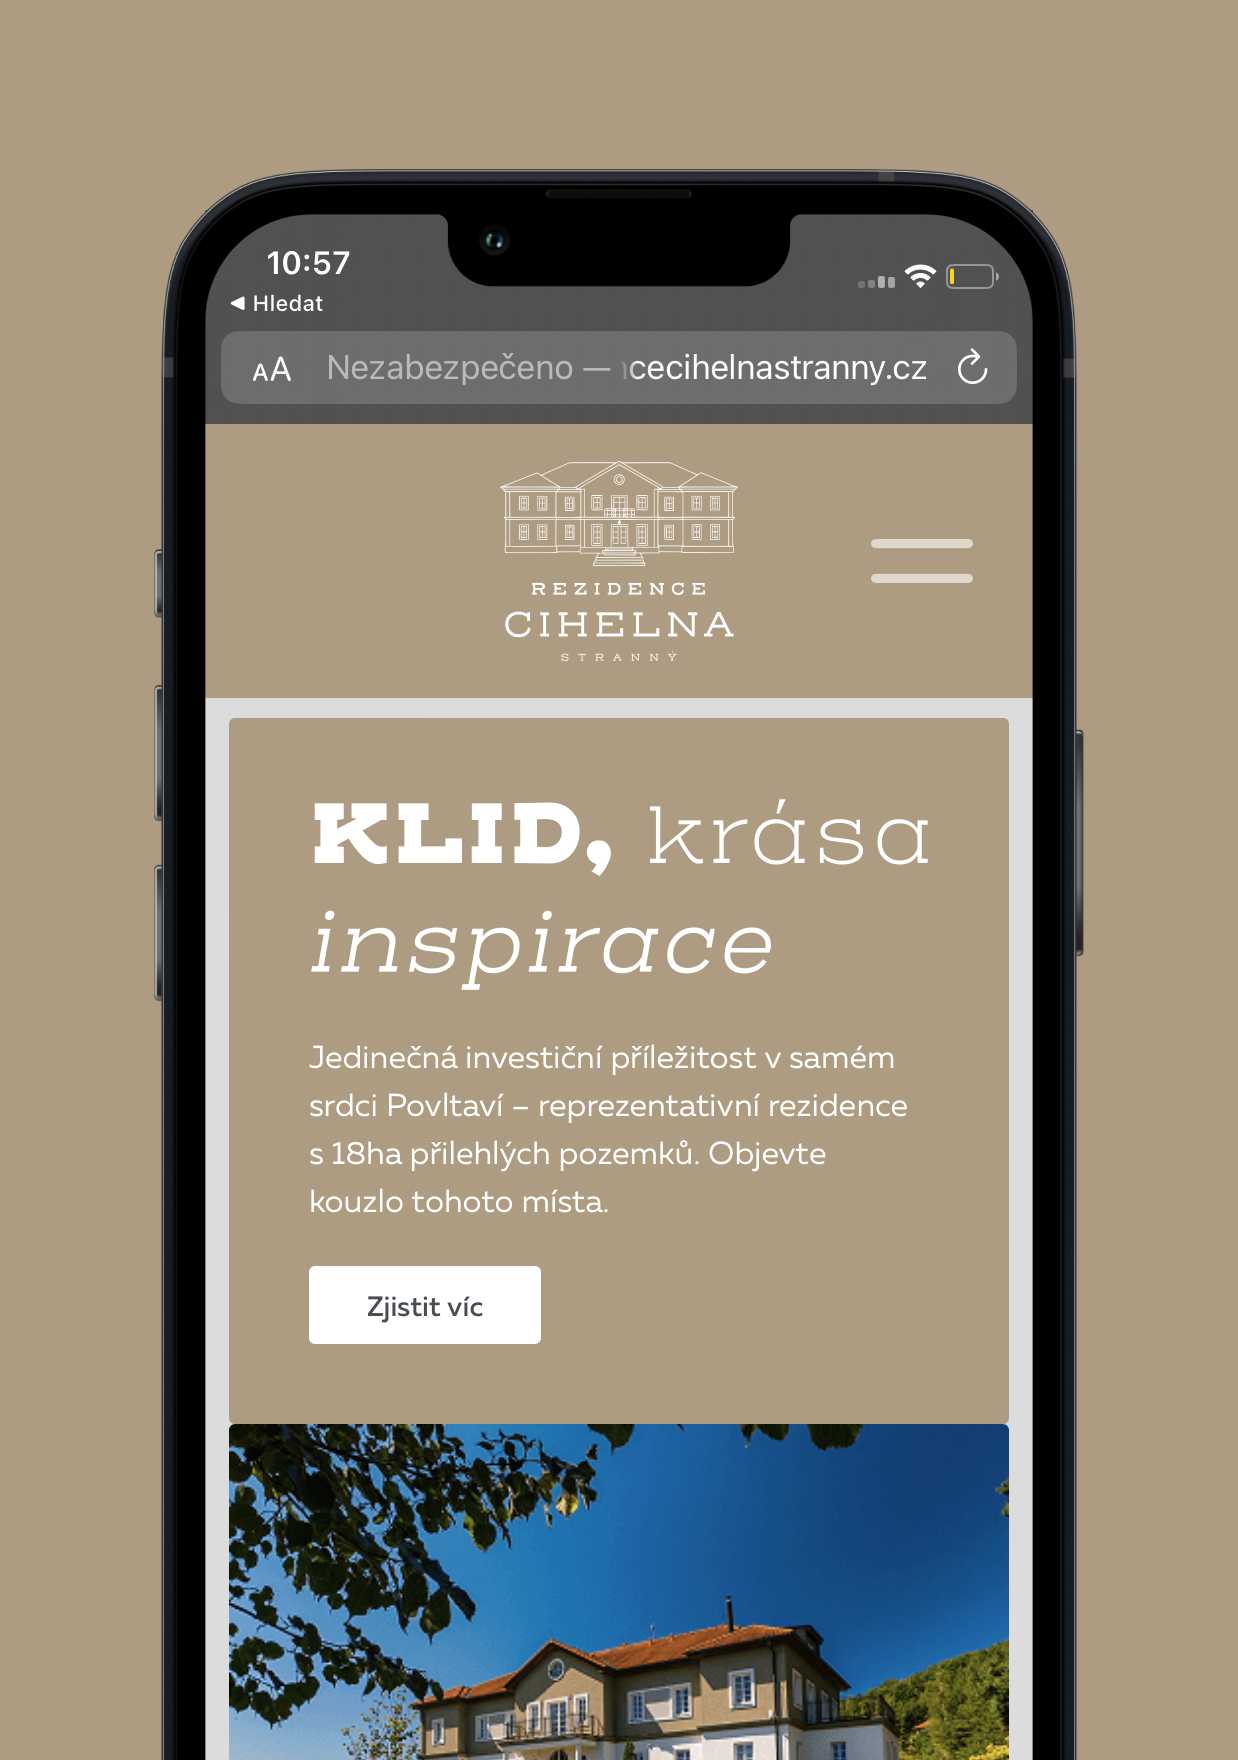 10:57
◀ Hledat
AA Nezabezpečeno — cecihelnastranny.cz
REZIDENCE
CIHELNA
STRANNÝ
KLID, krása
inspirace
Jedinečná investiční příležitost v samém
srdci Povltaví – reprezentativní rezidence
s 18ha přilehlých pozemků. Objevte
kouzlo tohoto místa.
Zjistit víc